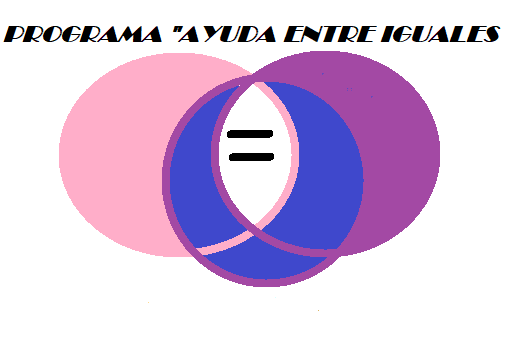 PROGRAMA "AYUDA ENTRE IGUALES
=